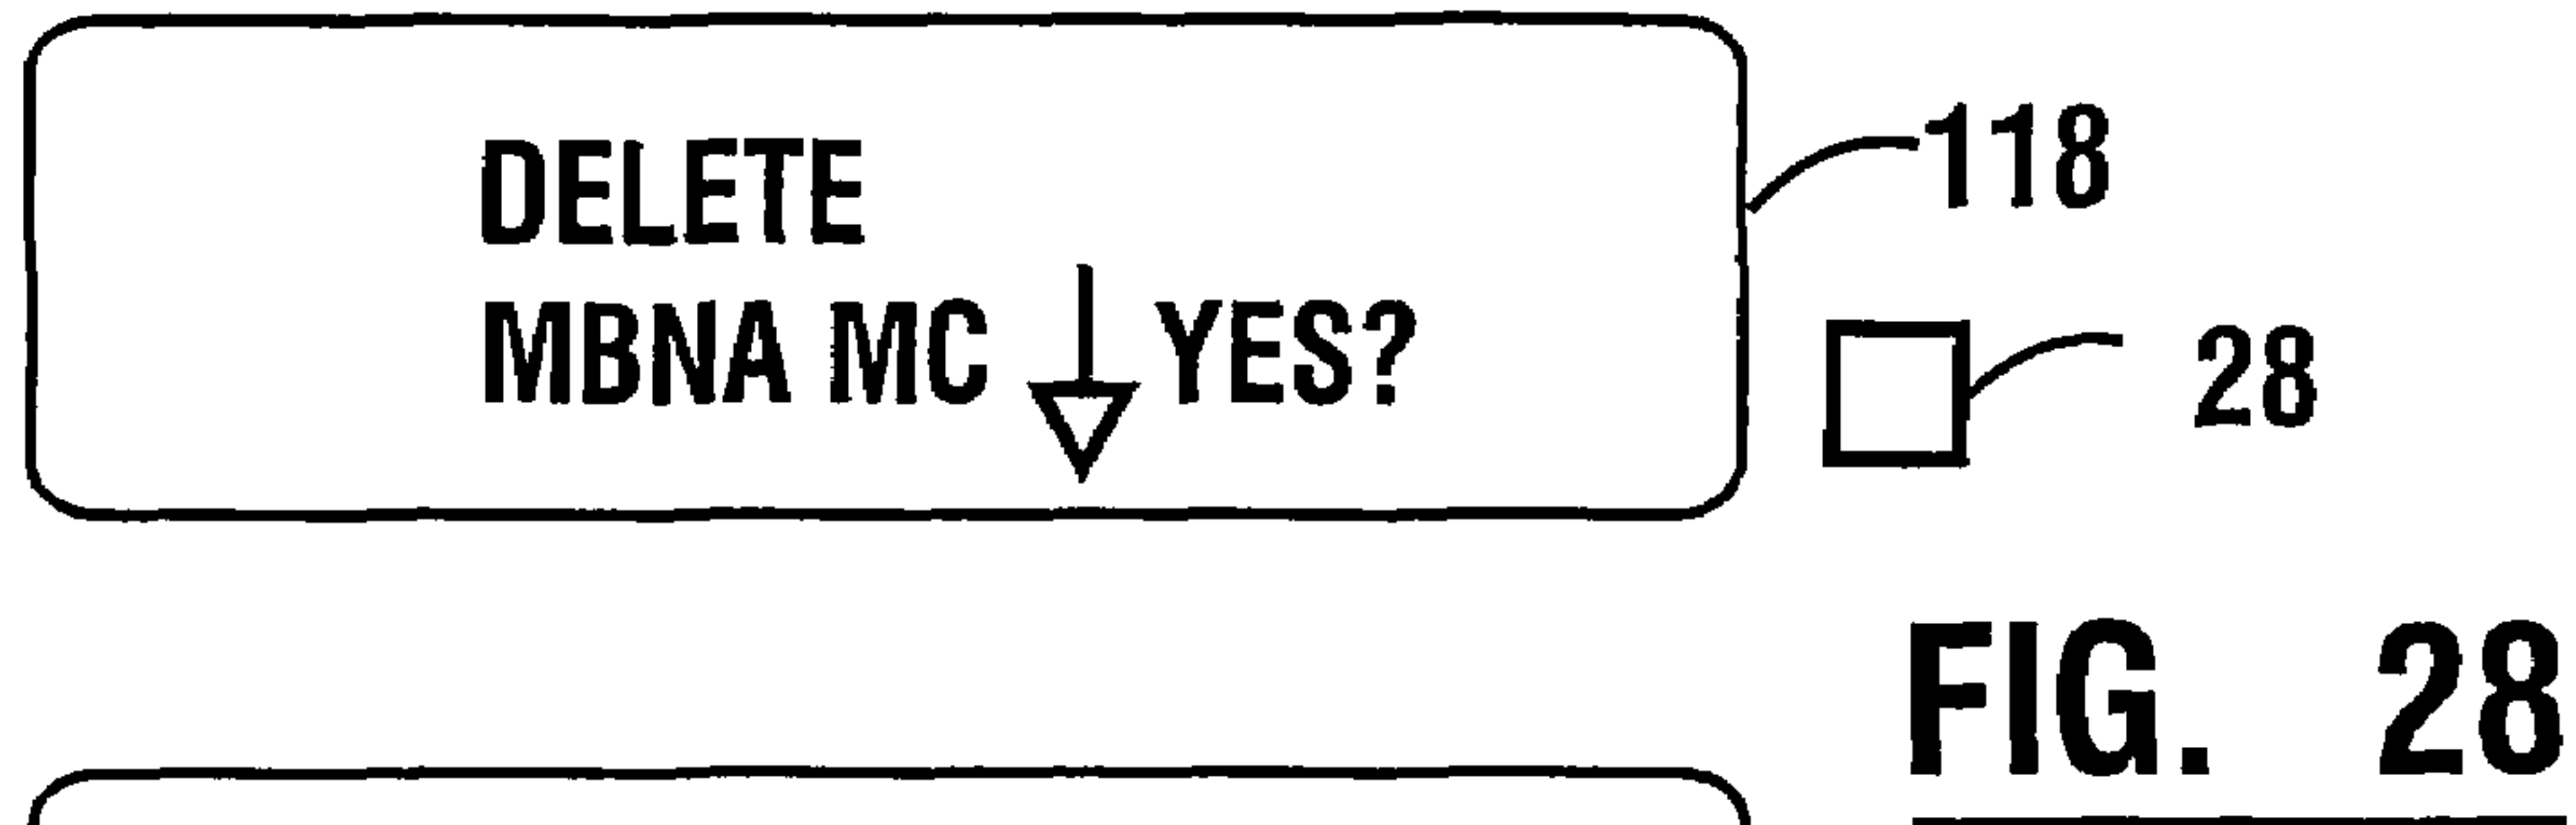 DELETE
MBNA MC YES?
118
28
FIG. 28